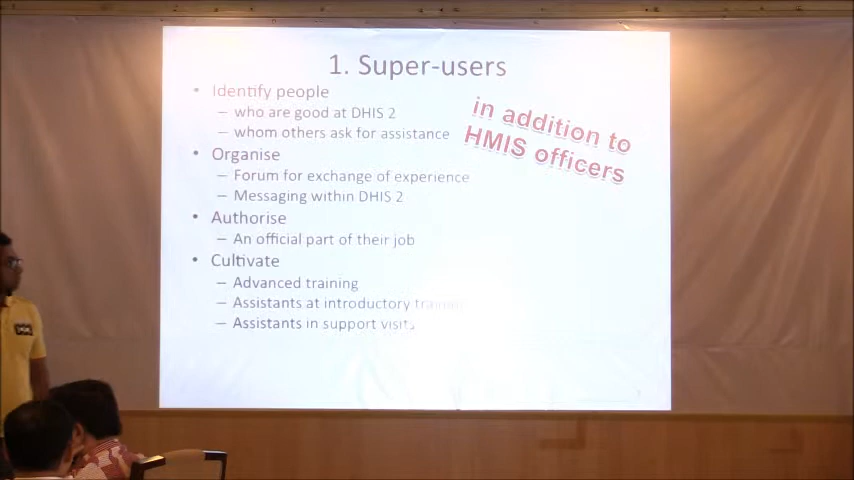 1. Super-users
• Identify people
– who are good at DHIS 2
– whom others ask for assistance
in addition to
HMIS officers
• Organise
– Forum for exchange of experience
– Messaging within DHIS 2
• Authorise
– An official part of their job
• Cultivate
– Advanced training
– Assistants at introductory training
– Assistants in support visits